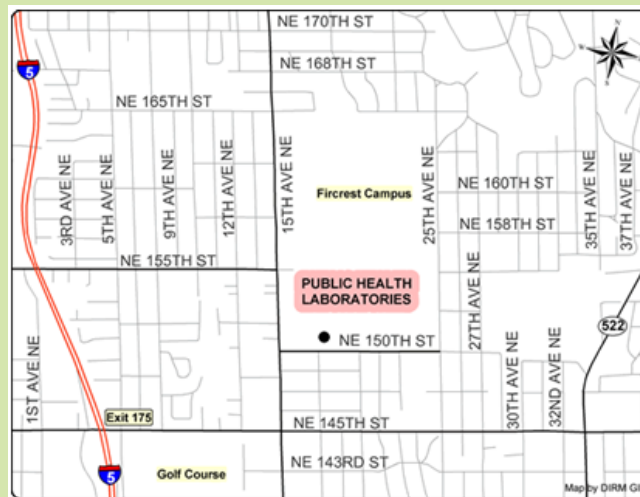 NE 170TH ST
N
5
NE 168TH ST
W
E
S
NE 165TH ST
3RD AVE NE
5TH AVE NE
9TH AVE NE
12TH AVE NE
15TH AVE NE
Fircrest Campus
25TH AVE NE
NE 160TH ST
35TH AVE NE
37TH AVE NE
NE 158TH ST
NE 155TH ST
27TH AVE NE
PUBLIC HEALTH
LABORATORIES
522
NE 150TH ST
1ST AVE NE
30TH AVE NE
32ND AVE NE
Exit 175
NE 145TH ST
NE 143RD ST
5
Golf Course
Map by DIRM